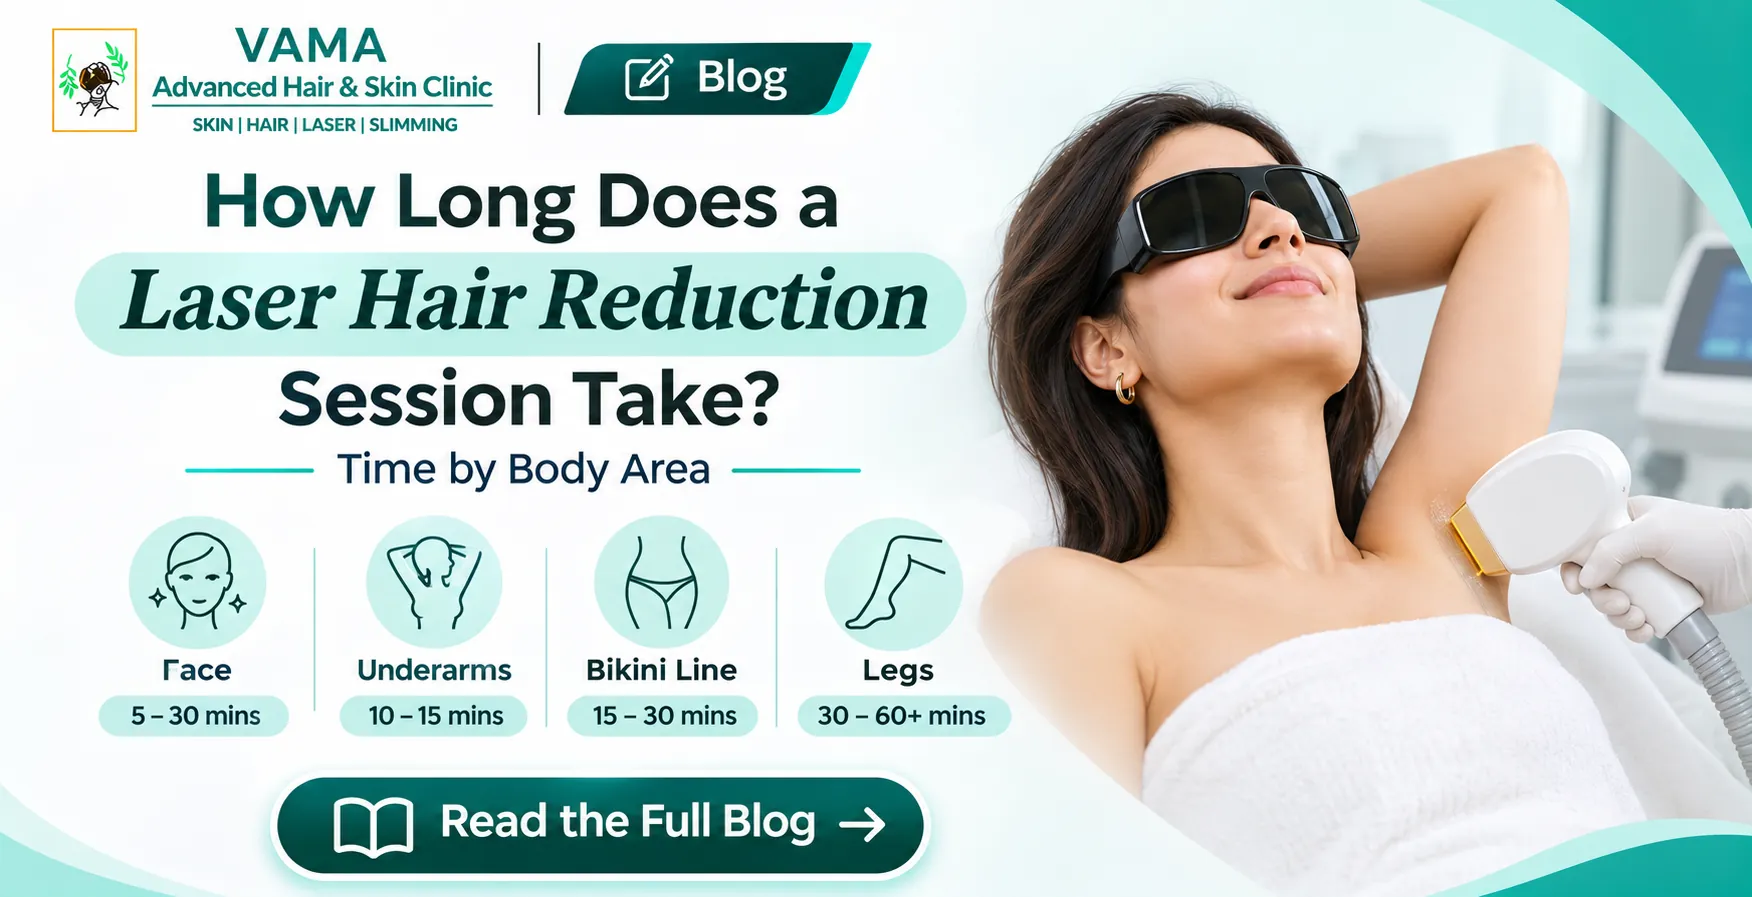 VAMA
Advanced Hair & Skin Clinic
SKIN | HAIR | LASER | SLIMMING
Blog
How Long Does a
Laser Hair Reduction
Session Take?
Time by Body Area
Face
5 – 30 mins
Underarms
10 – 15 mins
Bikini Line
15 – 30 mins
Legs
30 – 60+ mins
Read the Full Blog →